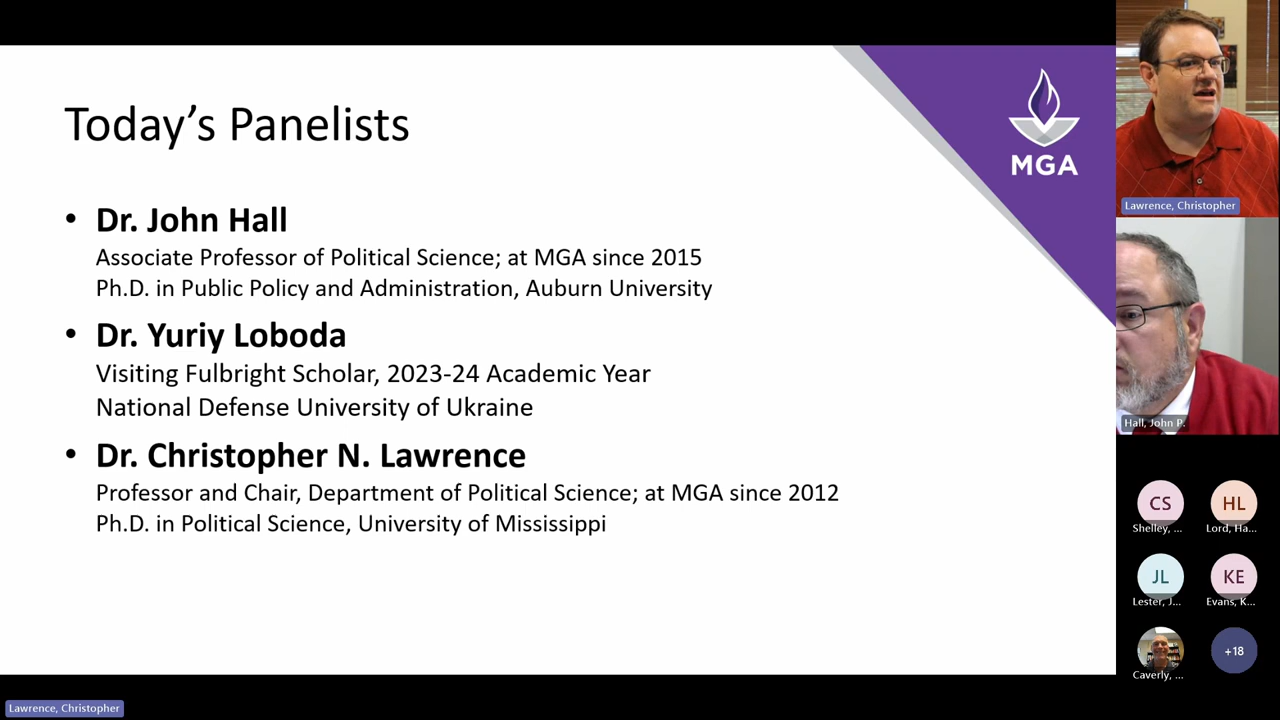 Today's Panelists
MGA
• Dr. John Hall
Associate Professor of Political Science; at MGA since 2015
Ph.D. in Public Policy and Administration, Auburn University
• Dr. Yuriy Loboda
Visiting Fulbright Scholar, 2023-24 Academic Year
National Defense University of Ukraine
• Dr. Christopher N. Lawrence
Professor and Chair, Department of Political Science; at MGA since 2012
Ph.D. in Political Science, University of Mississippi
Lawrence, Christopher
Hall, John P.
CS
HL
Shelley, ...
Lord, Ha...
JL
KE
Lester, J...
Evans, K...
+18
Caverly, ...
Lawrence, Christopher